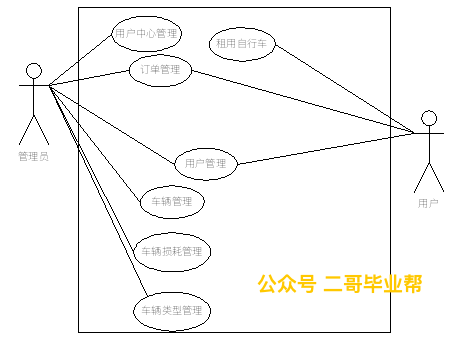 用户中心管理
租用自行车
订单管理
管理员
用户管理
车辆管理
用户
车辆损耗管理
公众号 二哥毕业帮
车辆类型管理